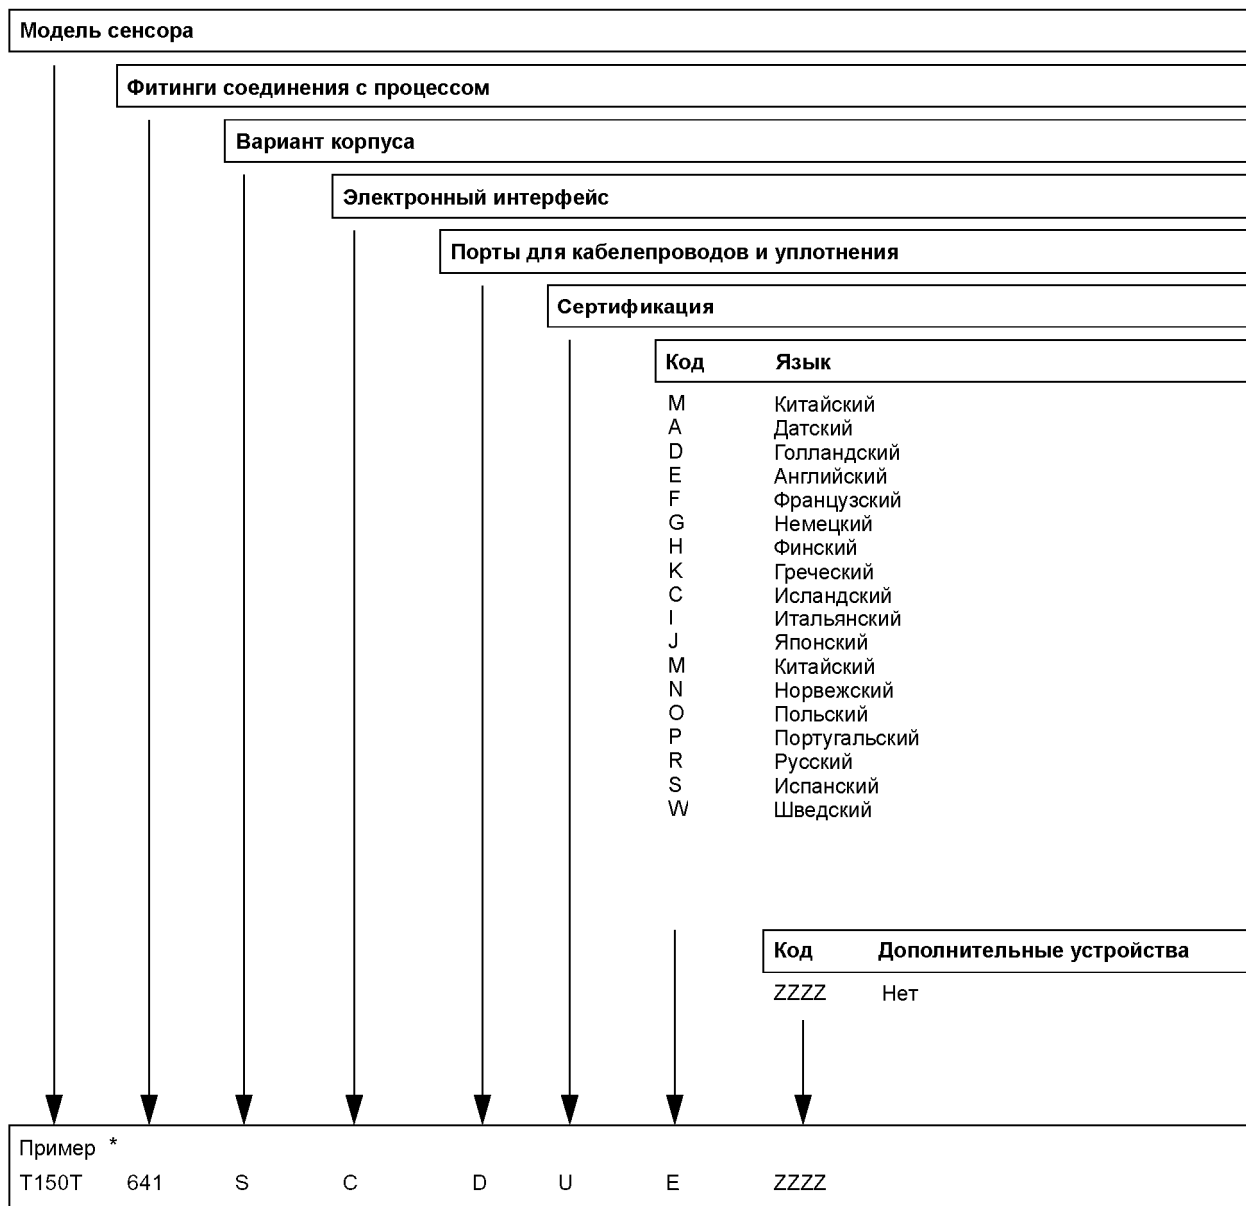 Модель сенсора
Фитинги соединения с процессом
Вариант корпуса
Электронный интерфейс
Порты для кабелепроводов и уплотнения
Сертификация
Код Язык
M Китайский
A Датский
D Голландский
E Английский
F Французский
G Немецкий
H Финский
K Греческий
C Исландский
I Итальянский
J Японский
M Китайский
N Норвежский
O Польский
P Португальский
R Русский
S Испанский
W Шведский
Код Дополнительные устройства
ZZZZ Нет
Пример *
T150T 641 S C D U E ZZZZ